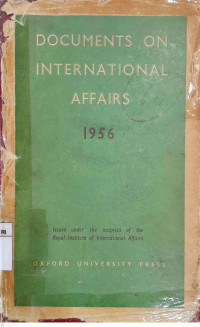 DOCUMENTS ON
INTERNATIONAL
AFFAIRS
1956
Issued under the auspices of the
Royal Institute of International Affairs
OXFORD UNIVERSITY PRESS
RI